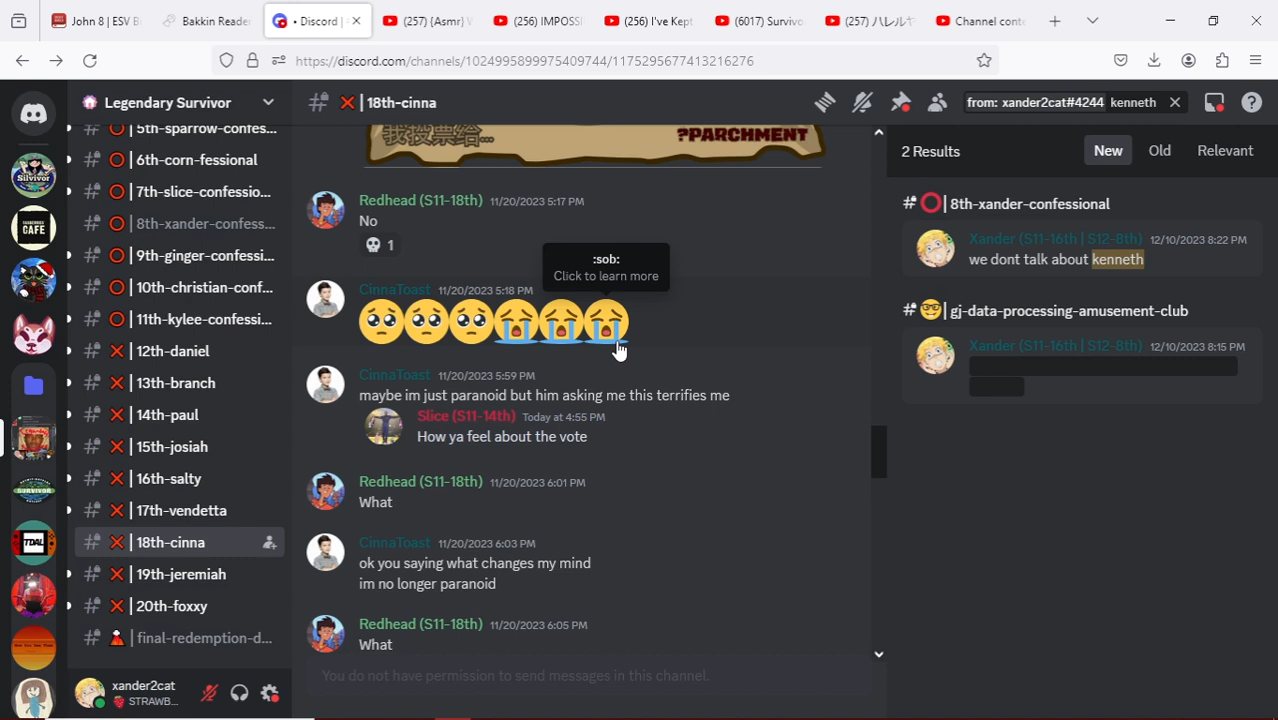 John 8 | ESV B
Bakkin Reader
• Discord |
(257) {Asmr} W
(256) IMPOSS
(256) I've Kept
(6017) Survivo
(257) ハレルヤ
Channel conte
https://discord.com/channels/1024995899975409744/1175295677413216276
Legendary Survivor
❌ | 18th-cinna
from: xander2cat#4244 kenneth
⭕ | 5th-sparrow-confes...
⭕ | 6th-corn-fessional
⭕ | 7th-slice-confessio...
⭕ | 8th-xander-confess...
⭕ | 9th-ginger-confessi...
⭕ | 10th-christian-conf...
⭕ | 11th-kylee-confessi...
❌ | 12th-daniel
❌ | 13th-branch
❌ | 14th-paul
❌ | 15th-josiah
❌ | 16th-salty
❌ | 17th-vendetta
❌ | 18th-cinna
❌ | 19th-jeremiah
❌ | 20th-foxxy
| final-redemption-d...
xander2cat
🍓 STRAWB...
我投票给... ?PARCHMENT
Redhead (S11-18th) 11/20/2023 5:17 PM
No
💀 1
:sob:
Click to learn more
CinnaToast 11/20/2023 5:18 PM
🥺🥺🥺😭😭😭
CinnaToast 11/20/2023 5:59 PM
maybe im just paranoid but him asking me this terrifies me
Slice (S11-14th) Today at 4:55 PM
How ya feel about the vote
Redhead (S11-18th) 11/20/2023 6:01 PM
What
CinnaToast 11/20/2023 6:03 PM
ok you saying what changes my mind
im no longer paranoid
Redhead (S11-18th) 11/20/2023 6:05 PM
What
You do not have permission to send messages in this channel.
2 Results
New
Old
Relevant
⭕ | 8th-xander-confessional
Xander (S11-16th | S12-8th) 12/10/2023 8:22 PM
we dont talk about kenneth
🤓 | gj-data-processing-amusement-club
Xander (S11-16th | S12-8th) 12/10/2023 8:15 PM
SURVIVOR
TDAL